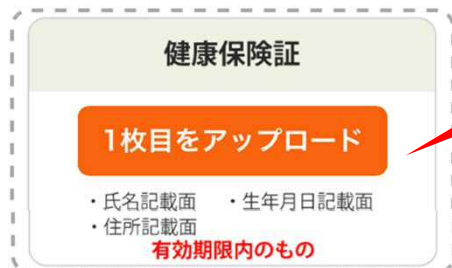 健康保険証
1枚目をアップロード
・氏名記載面 ・生年月日記載面
・住所記載面
有効期限内のもの